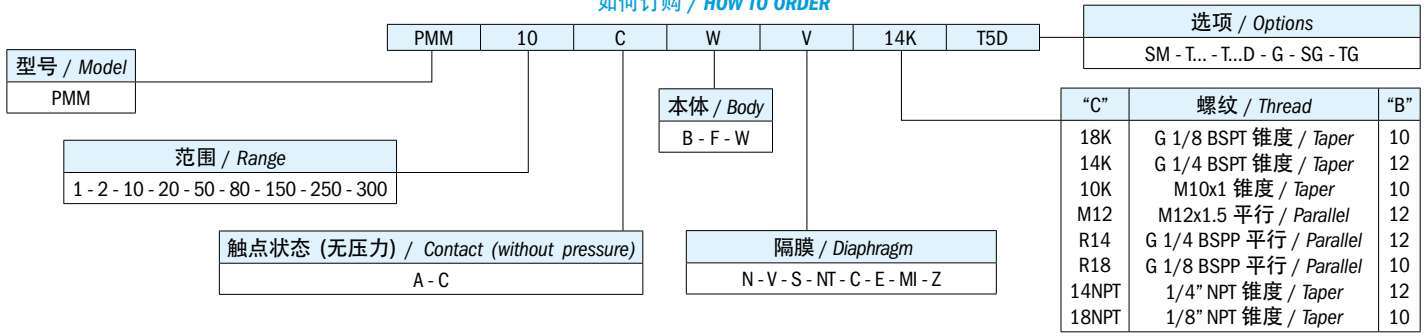 如何订购 / HOW TO ORDER
PMM 10 C W V 14K T5D
选项 / Options
SM - T... - T...D - G - SG - TG
型号 / Model
PMM
本体 / Body
B - F - W
范围 / Range
1 - 2 - 10 - 20 - 50 - 80 - 150 - 250 - 300
触点状态 (无压力) / Contact (without pressure)
A - C
隔膜 / Diaphragm
N - V - S - NT - C - E - MI - Z
“C” 螺纹 / Thread “B”
18K G 1/8 BSPT 锥度 / Taper 10
14K G 1/4 BSPT 锥度 / Taper 12
10K M10x1 锥度 / Taper 10
M12 M12x1.5 平行 / Parallel 12
R14 G 1/4 BSPP 平行 / Parallel 12
R18 G 1/8 BSPP 平行 / Parallel 10
14NPT 1/4” NPT 锥度 / Taper 12
18NPT 1/8” NPT 锥度 / Taper 10